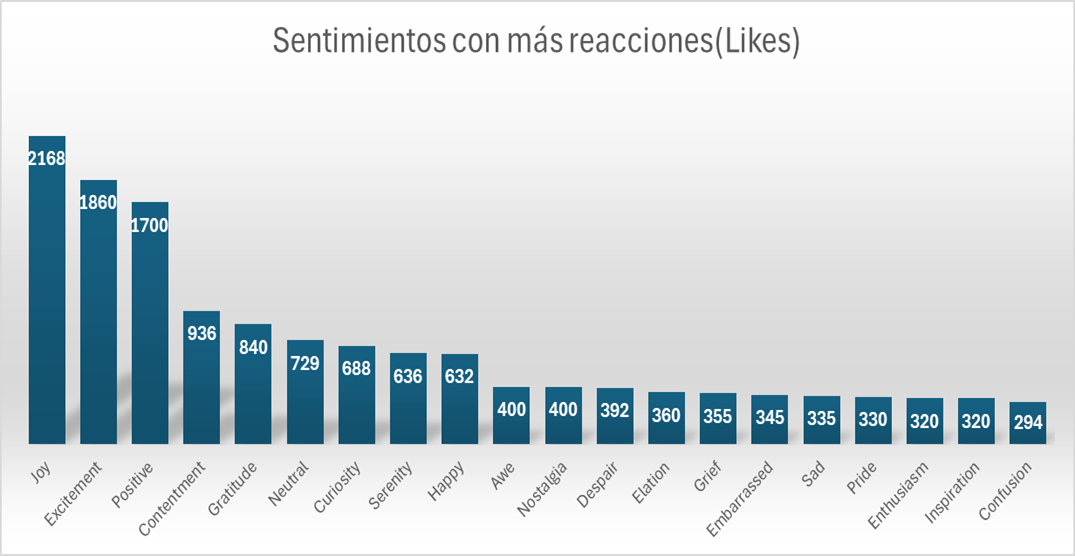 Sentimientos con más reacciones(Likes)
2168
1860
1700
936
840
729
688
636
632
400
400
392
360
355
345
335
330
320
320
294
Joy
Excitement
Positive
Contentment
Gratitude
Neutral
Curiosity
Serenity
Happy
Awe
Nostalgia
Despair
Elation
Grief
Embarrassed
Sad
Pride
Enthusiasm
Inspiration
Confusion